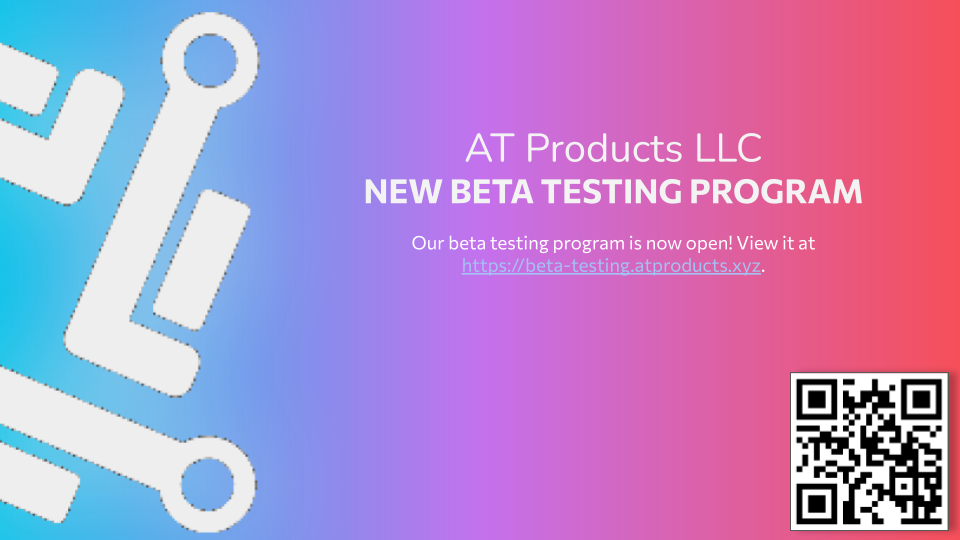 AT Products LLC
NEW BETA TESTING PROGRAM
Our beta testing program is now open! View it at
https://beta-testing.atproducts.xyz.